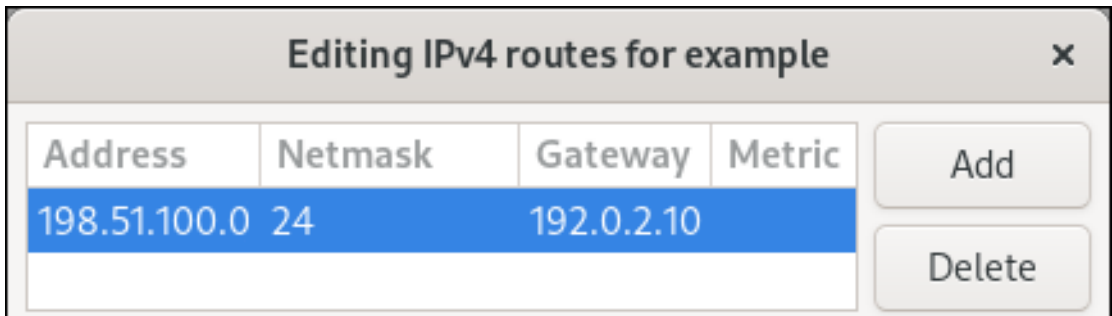 Editing IPv4 routes for example ×
Address Netmask Gateway Metric Add
198.51.100.0 24 192.0.2.10
Delete